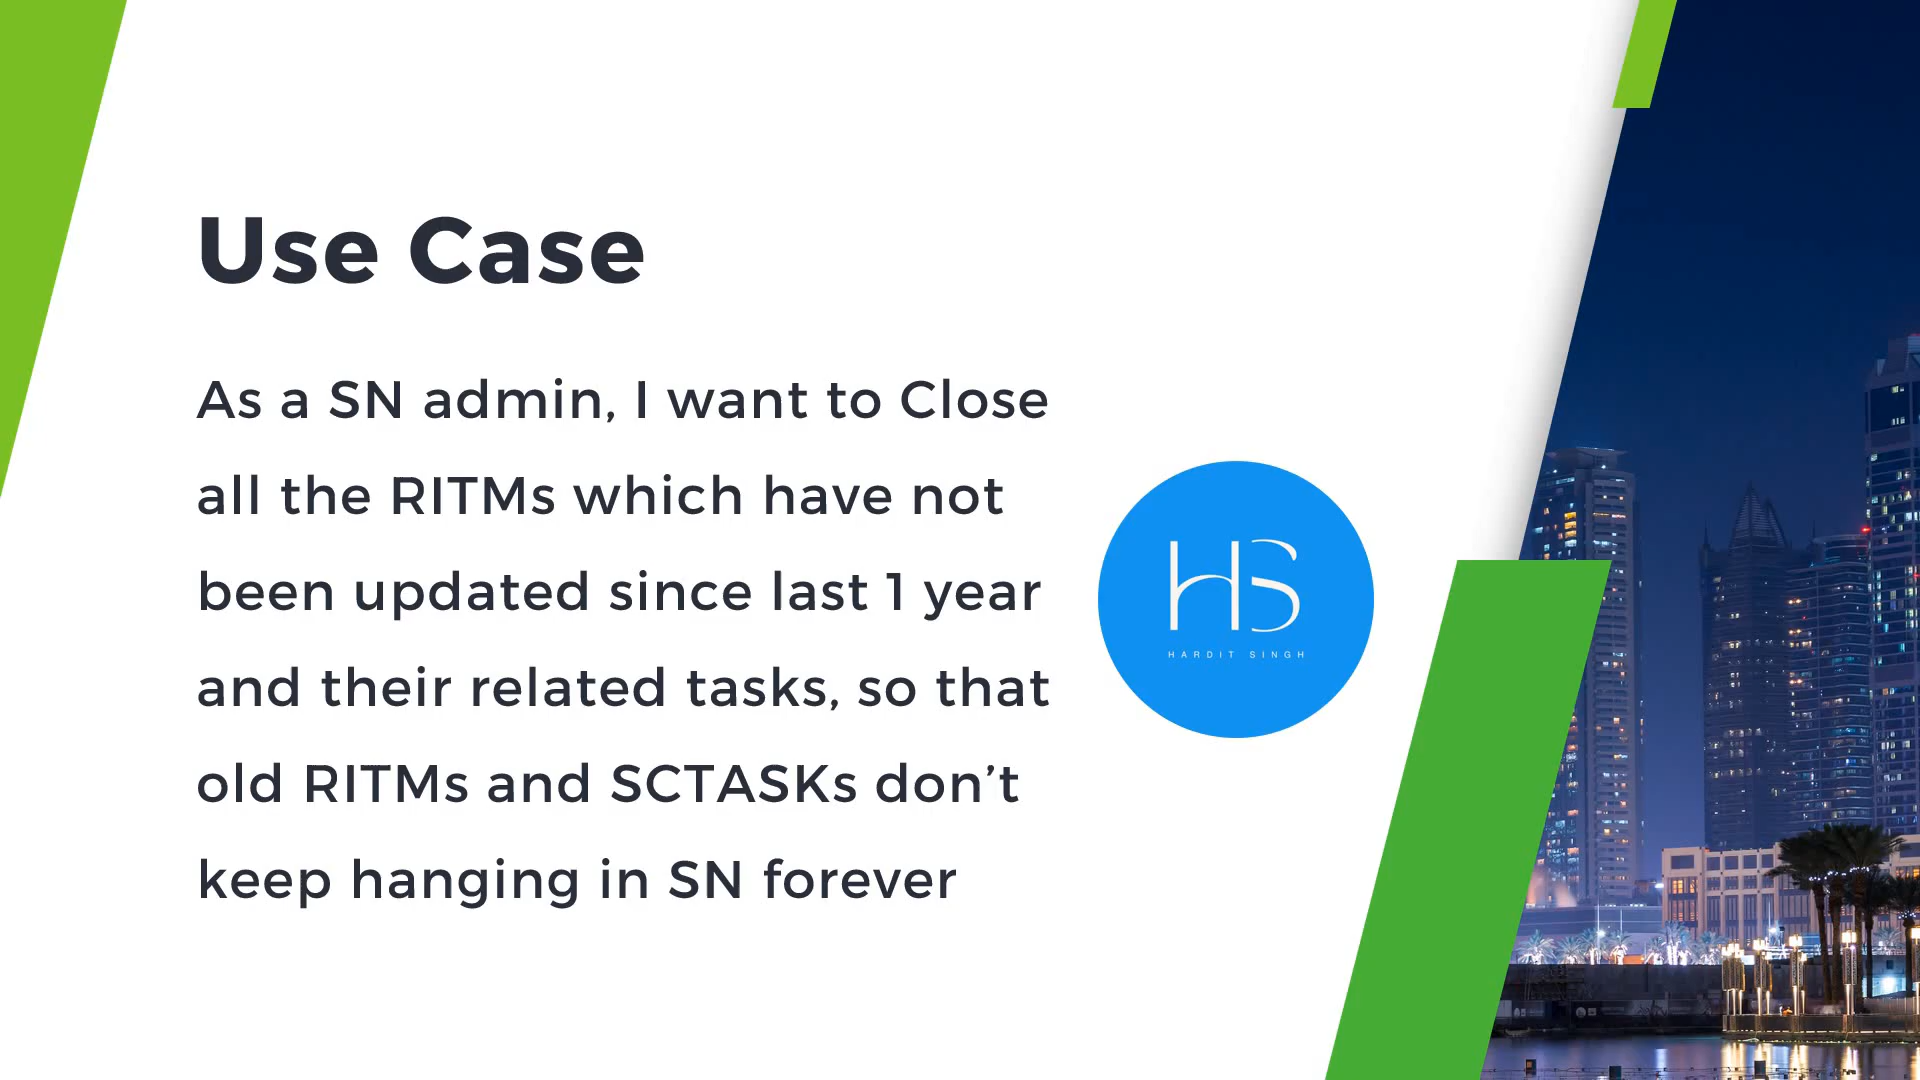 Use Case
As a SN admin, I want to Close
all the RITMs which have not
been updated since last 1 year
and their related tasks, so that
old RITMs and SCTASKs don’t
keep hanging in SN forever
HS
HARDIT SINGH